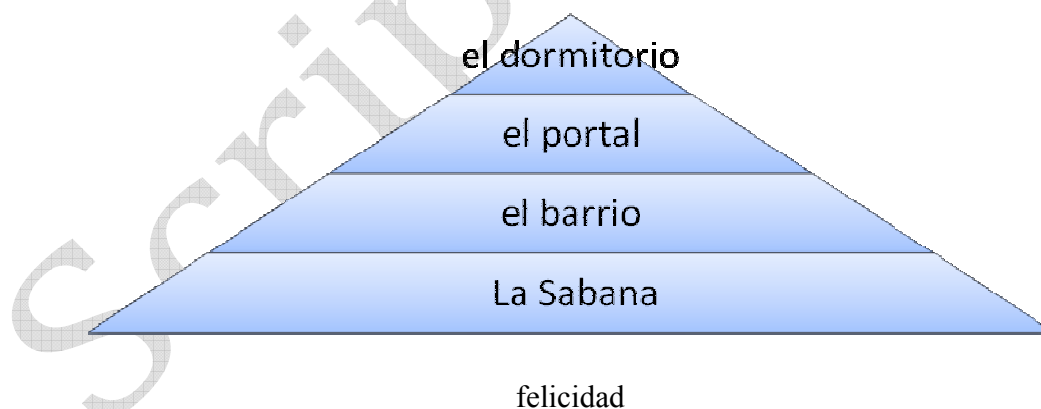 el dormitorio
el portal
el barrio
La Sabana
felicidad